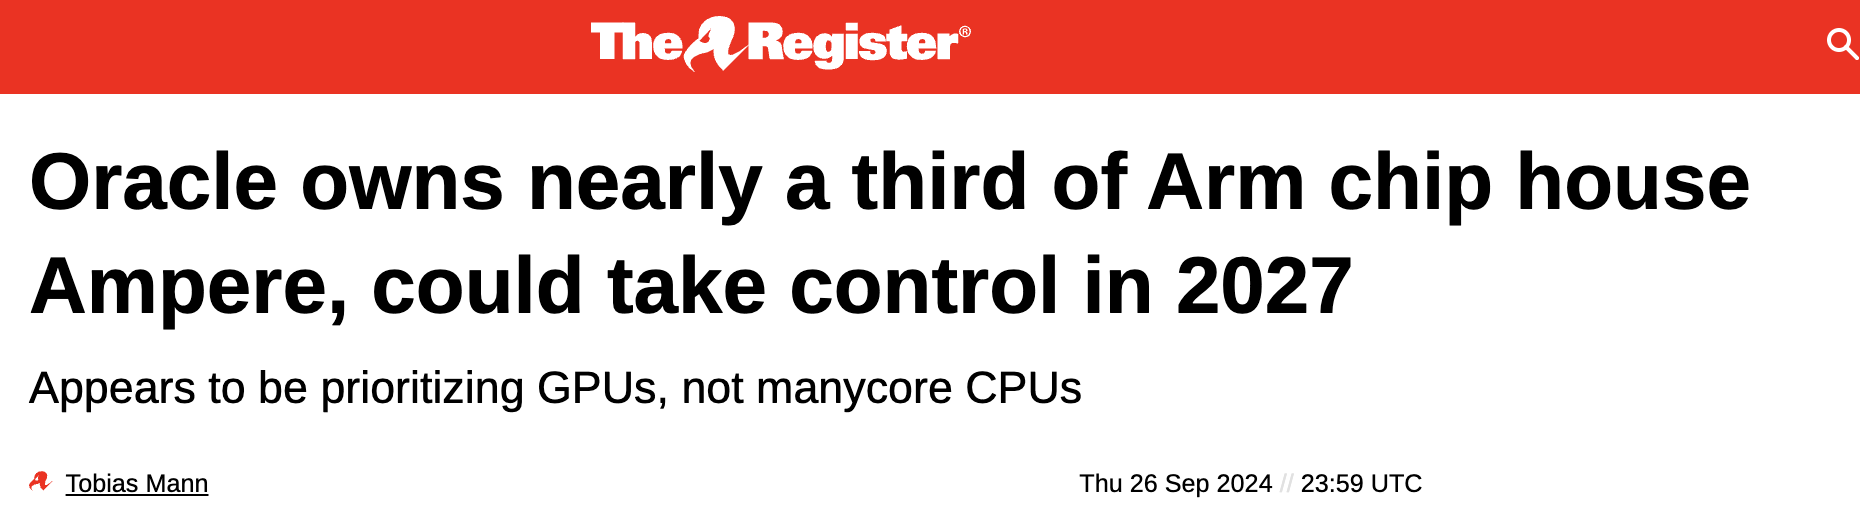 The Register®
Oracle owns nearly a third of Arm chip house
Ampere, could take control in 2027
Appears to be prioritizing GPUs, not manycore CPUs
Tobias Mann
Thu 26 Sep 2024 // 23:59 UTC